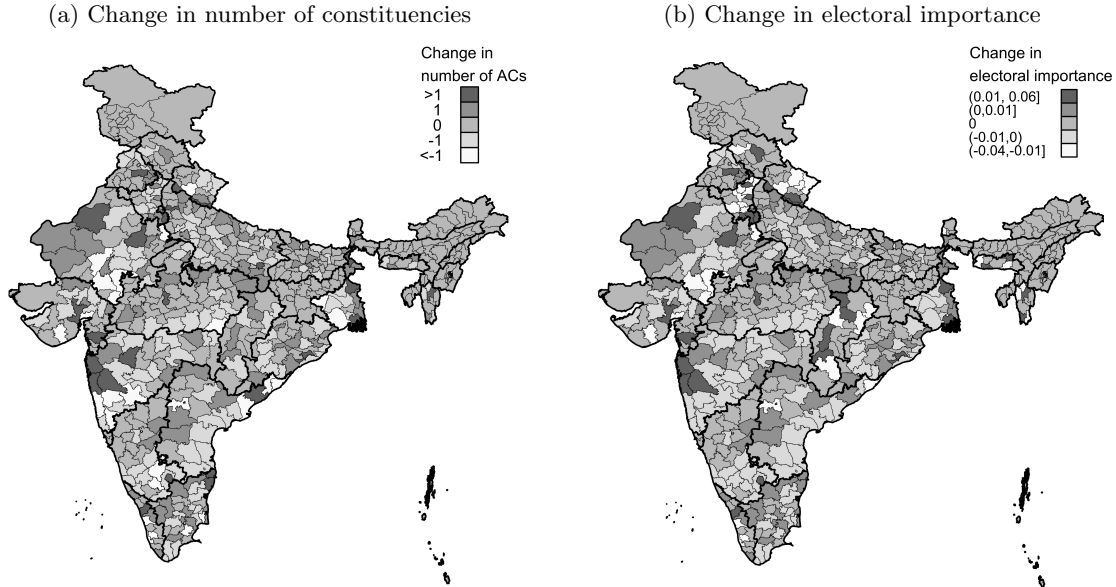 (a) Change in number of constituencies
(b) Change in electoral importance
Change in
number of ACs
>1
1
0
-1
<-1
Change in
electoral importance
(0.01, 0.06]
(0,0.01]
0
(-0.01,0)
(-0.04,-0.01]